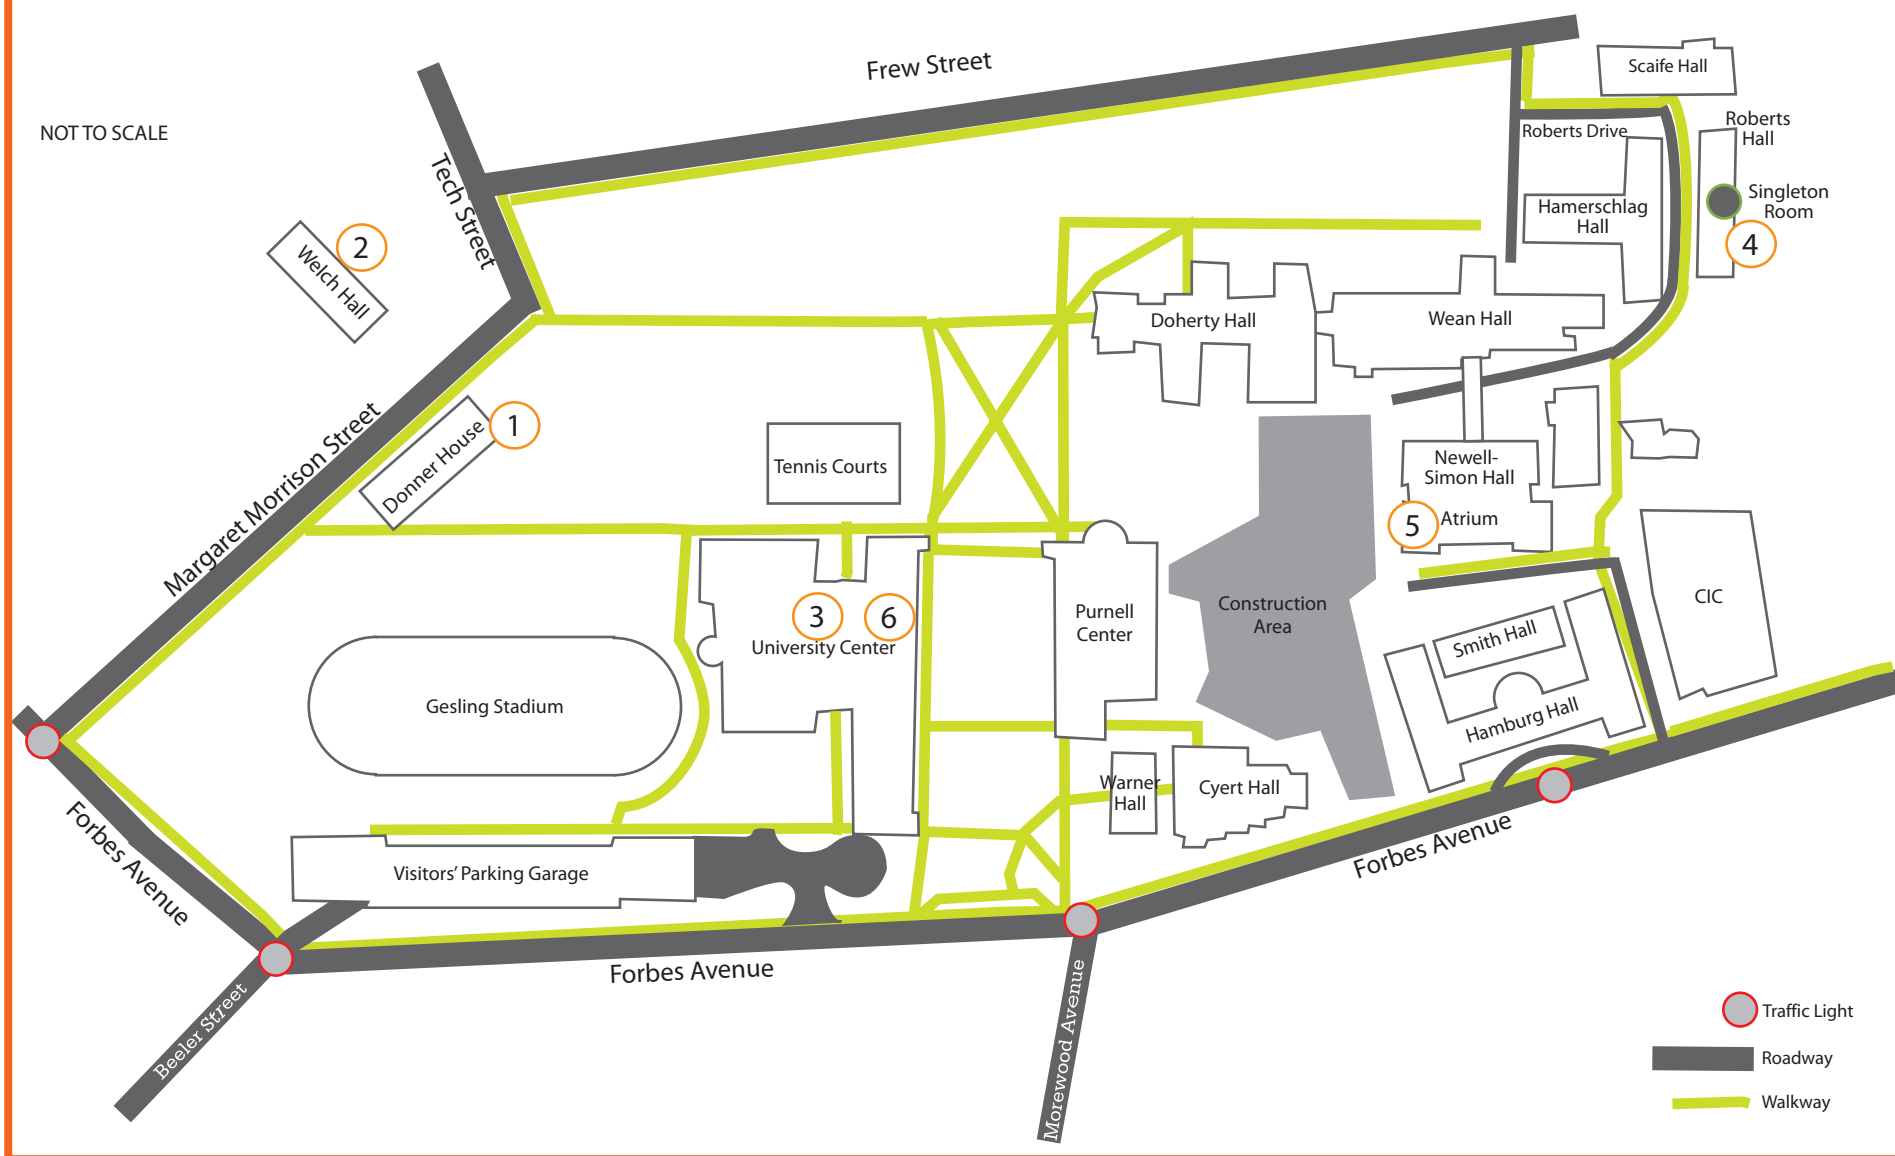 Frew Street
Scaife Hall
NOT TO SCALE
Roberts Drive
Roberts
Hall
Tech Street
Singleton
Room
Hamerschlag
Hall
2
4
Welch Hall
Doherty Hall
Wean Hall
Margaret Morrison Street
1
Donner House
Tennis Courts
Newell-
Simon Hall
5
Atrium
3
6
University Center
Purnell
Center
Construction
Area
CIC
Smith Hall
Hamburg Hall
Gesling Stadium
Warner
Hall
Cyert Hall
Forbes Avenue
Visitors' Parking Garage
Forbes Avenue
Forbes Avenue
Beeler Street
Morewood Avenue
Traffic Light
Roadway
Walkway